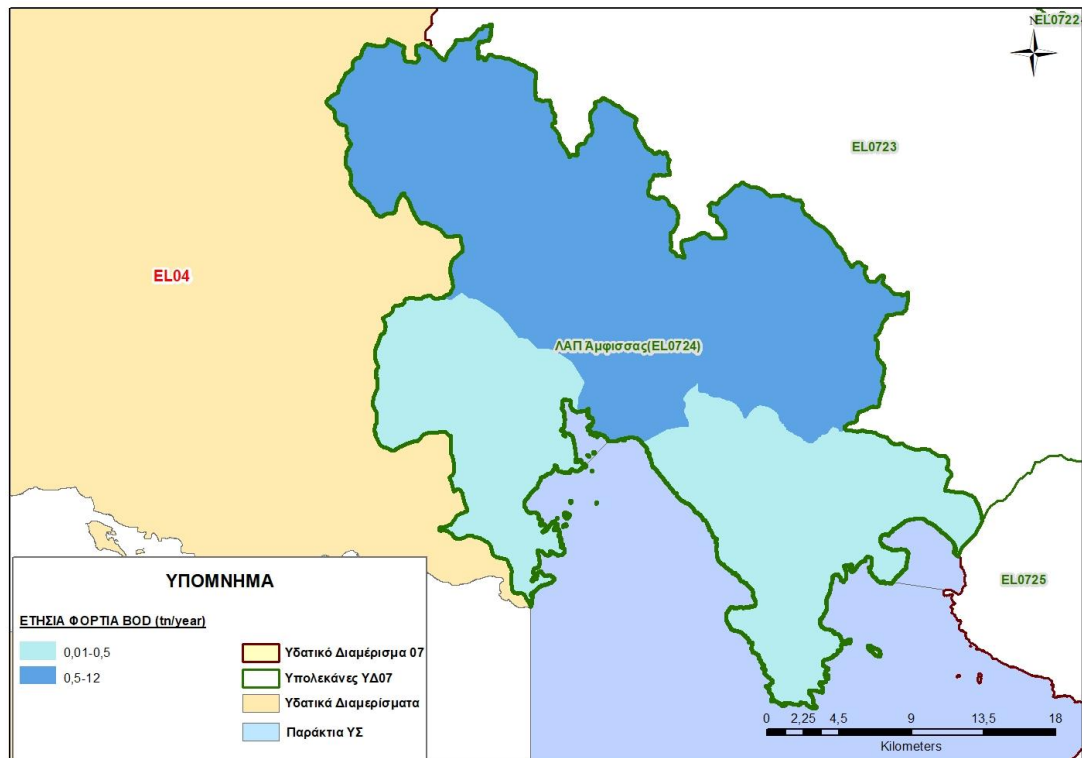 N
EL0722
EL0723
EL04
ΛΑΠ Άμφισσας(EL0724)
EL0725
ΥΠΟΜΝΗΜΑ
ΕΤΗΣΙΑ ΦΟΡΤΙΑ BOD (tn/year)
0,01-0,5
0,5-12
Υδατικό Διαμέρισμα 07
Υπολεκάνες ΥΔ07
Υδατικά Διαμερίσματα
Παράκτια ΥΣ
0 2,25 4,5 9 13,5 18
Kilometers